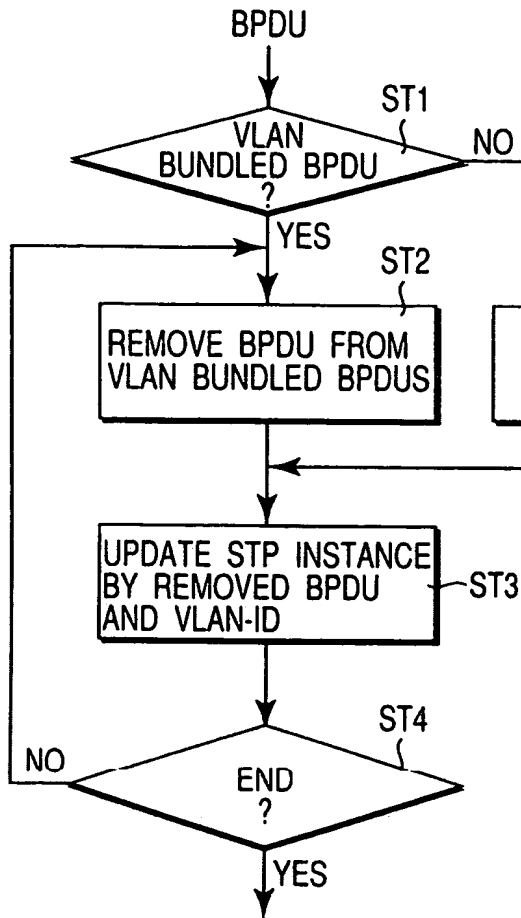 BPDU
ST1
VLAN
BUNDLED BPDU
?
NO
YES
ST2
REMOVE BPDU FROM
VLAN BUNDLED BPDUS
UPDATE STP INSTANCE
BY REMOVED BPDU
AND VLAN-ID
ST3
ST4
NO
END
?
YES